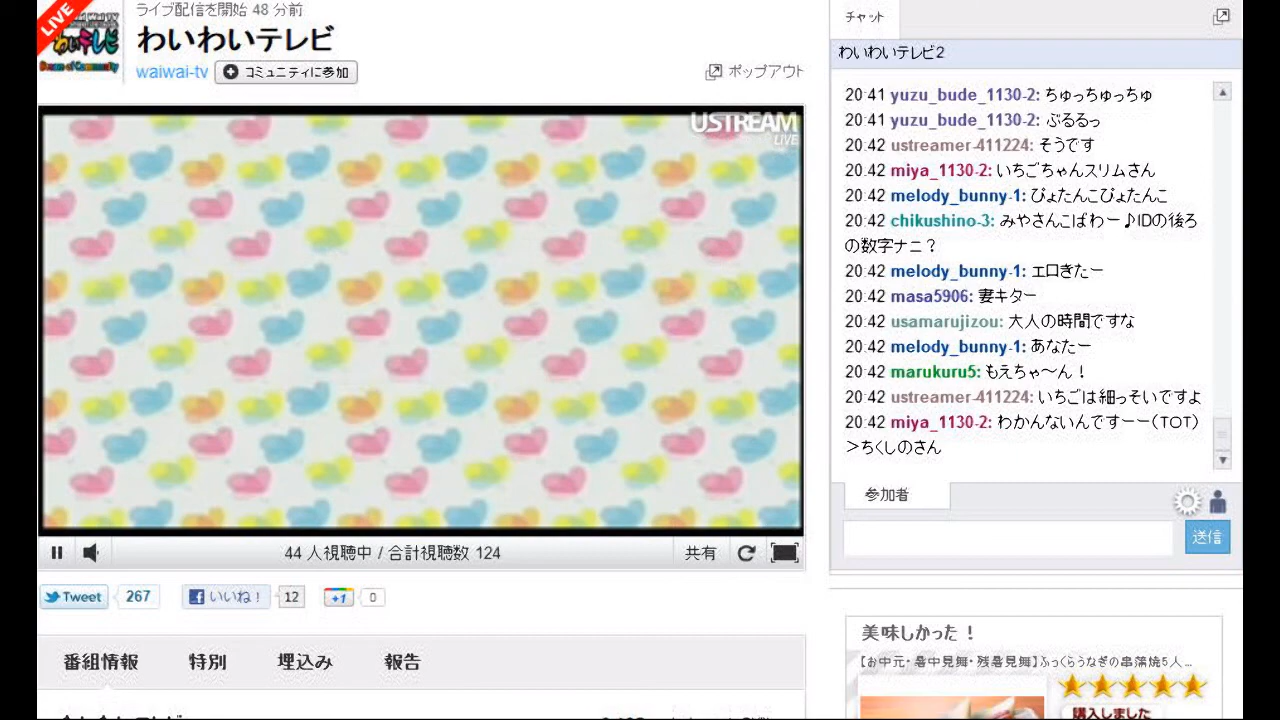 LIVE
ライブ配信を開始 48 分前
わいわいテレビ
waiwai-tv コミュニティに参加
ポップアウト
USTREAM
LIVE
44 人視聴中 / 合計視聴数 124
共有
Tweet 267 いいね！ 12 +1 0
番組情報 特別 埋込み 報告
チャット
わいわいテレビ2
20:41 yuzu_bude_1130-2: ちゅっちゅっちゅ
20:41 yuzu_bude_1130-2: ぶるるっ
20:42 ustreamer-411224: そうです
20:42 miya_1130-2: いちごちゃんスリムさん
20:42 melody_bunny-1: ぴょたんこぴょたんこ
20:42 chikushino-3: みやさんこばわー♪IDの後ろ
の数字ナニ？
20:42 melody_bunny-1: エロきたー
20:42 masa5906: 妻キター
20:42 usamarujizou: 大人の時間ですな
20:42 melody_bunny-1: あなたー
20:42 marukuru5: もえちゃ～ん！
20:42 ustreamer-411224: いちごは細っそいですよ
20:42 miya_1130-2: わかんないんですーー（TOT）
＞ちくしのさん
参加者
送信
美味しかった！
【お中元・暑中見舞・残暑見舞】ふっくらうなぎの串蒲焼5人...
購入しました